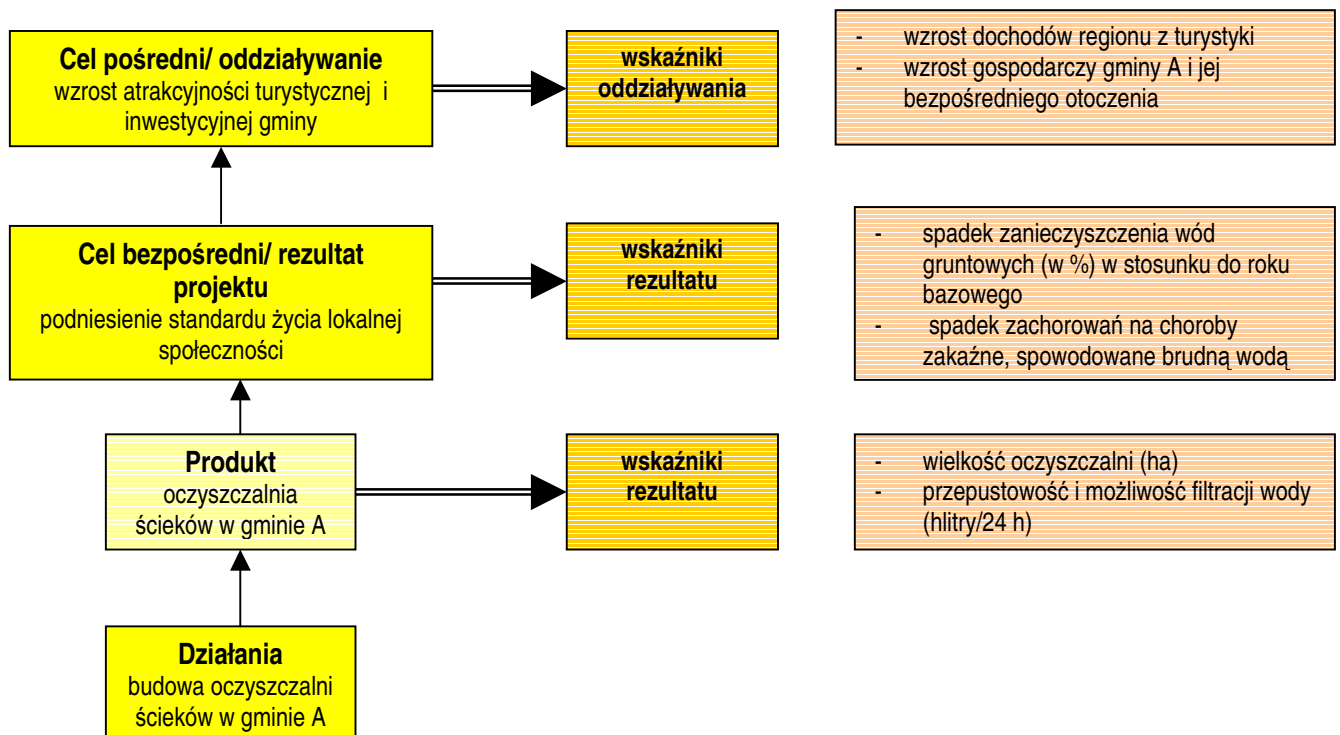 Cel pośredni/ oddziaływanie
wzrost atrakcyjności turystycznej i
inwestycyjnej gminy
wskaźniki
oddziaływania
- wzrost dochodów regionu z turystyki
- wzrost gospodarczy gminy A i jej
bezpośredniego otoczenia
Cel bezpośredni/ rezultat
projektu
podniesienie standardu życia lokalnej
społeczności
wskaźniki
rezultatu
- spadek zanieczyszczenia wód
gruntowych (w %) w stosunku do roku
bazowego
- spadek zachorowań na choroby
zakaźne, spowodowane brudną wodą
Produkt
oczyszczalnia
ścieków w gminie A
wskaźniki
rezultatu
- wielkość oczyszczalni (ha)
- przepustowość i możliwość filtracji wody
(hlitry/24 h)
Działania
budowa oczyszczalni
ścieków w gminie A